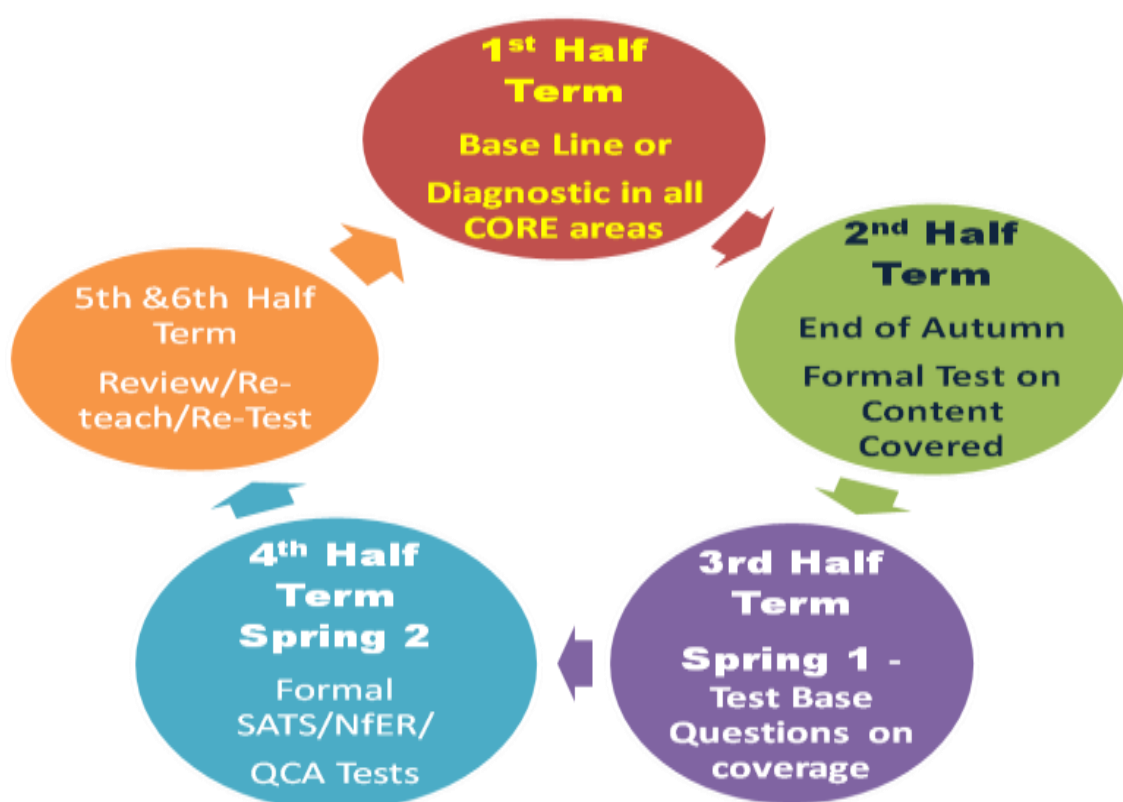 1st Half
Term
Base Line or
Diagnostic in all
CORE areas
2nd Half
Term
End of Autumn
Formal Test on
Content
Covered
3rd Half
Term
Spring 1 -
Test Base
Questions on
coverage
4th Half
Term
Spring 2
Formal
SATS/NfER/
QCA Tests
5th &6th Half
Term
Review/Re-
teach/Re-Test